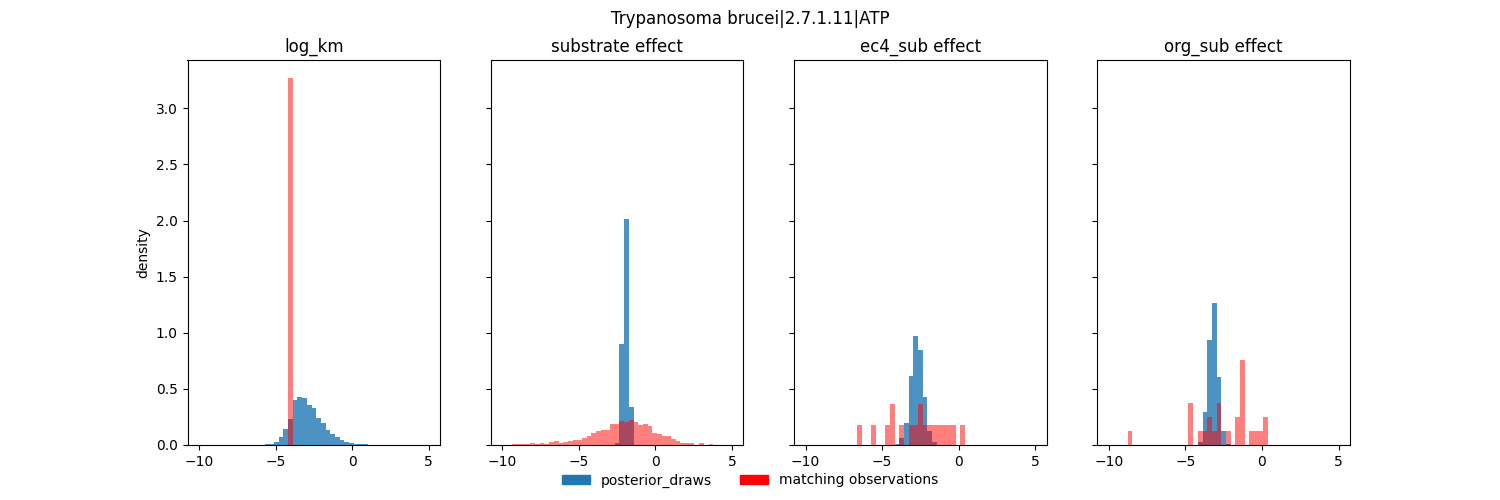 Trypanosoma brucei|2.7.1.11|ATP
log_km
substrate effect
ec4_sub effect
org_sub effect
density
3.0
2.5
2.0
1.5
1.0
0.5
0.0
−10 −5 0 5
−10 −5 0 5
−10 −5 0 5
−10 −5 0 5
posterior_draws
matching observations